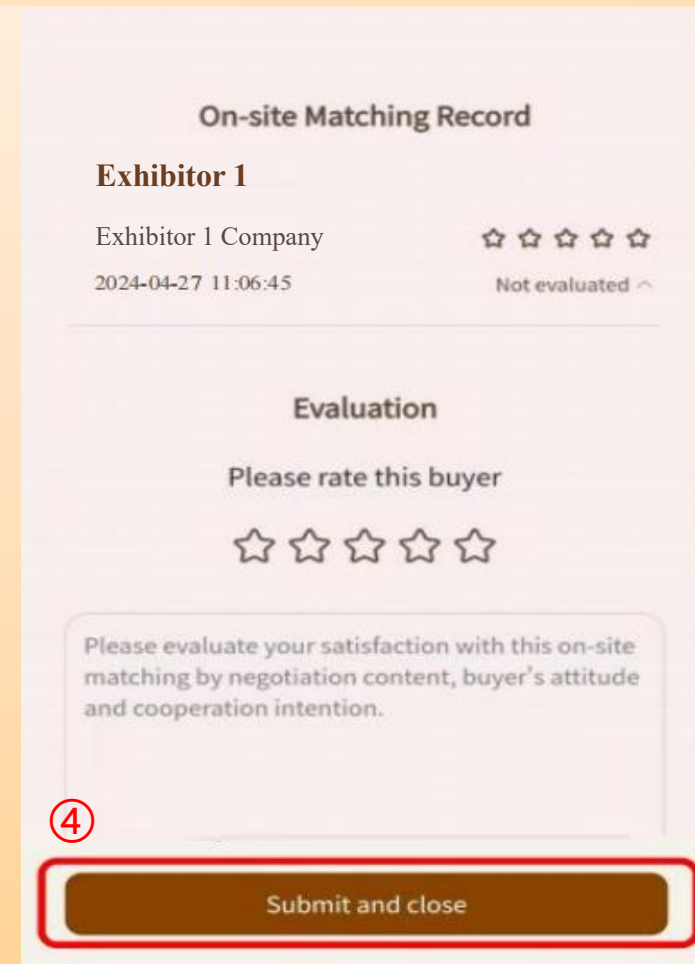 On-site Matching Record
Exhibitor 1
Exhibitor 1 Company
2024-04-27 11:06:45
Not evaluated
Evaluation
Please rate this buyer
Please evaluate your satisfaction with this on-site
matching by negotiation content, buyer's attitude
and cooperation intention.
④
Submit and close